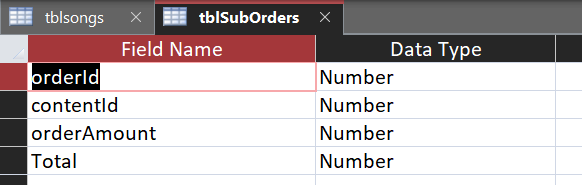 tblsongs tblSubOrders
Field Name Data Type
orderId Number
contentId Number
orderAmount Number
Total Number